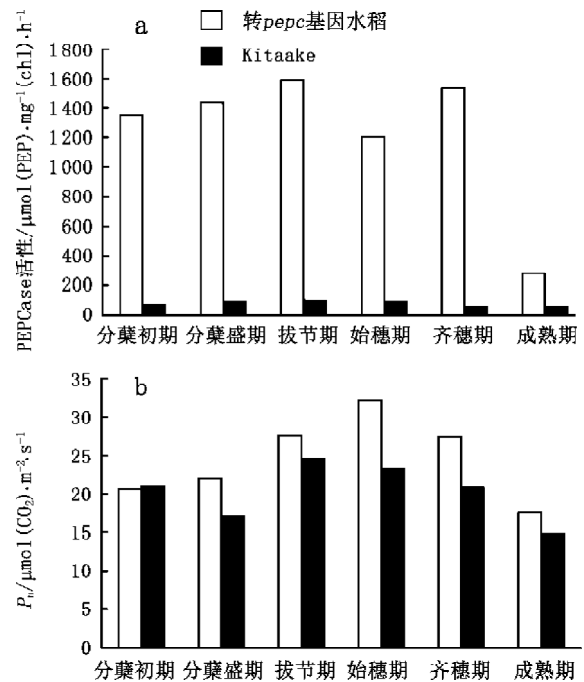 a
转pepc基因水稻
Kitaake
PEPCase活性/μmol(PEP)·mg⁻¹(chl)·h⁻¹
1 800
1 600
1 400
1 200
1 000
800
600
400
200
0
分蘖初期 分蘖盛期 拔节期 始穗期 齐穗期 成熟期
b
Pₙ/μmol(CO₂)·m⁻²·s⁻¹
35
30
25
20
15
10
5
0
分蘖初期 分蘖盛期 拔节期 始穗期 齐穗期 成熟期